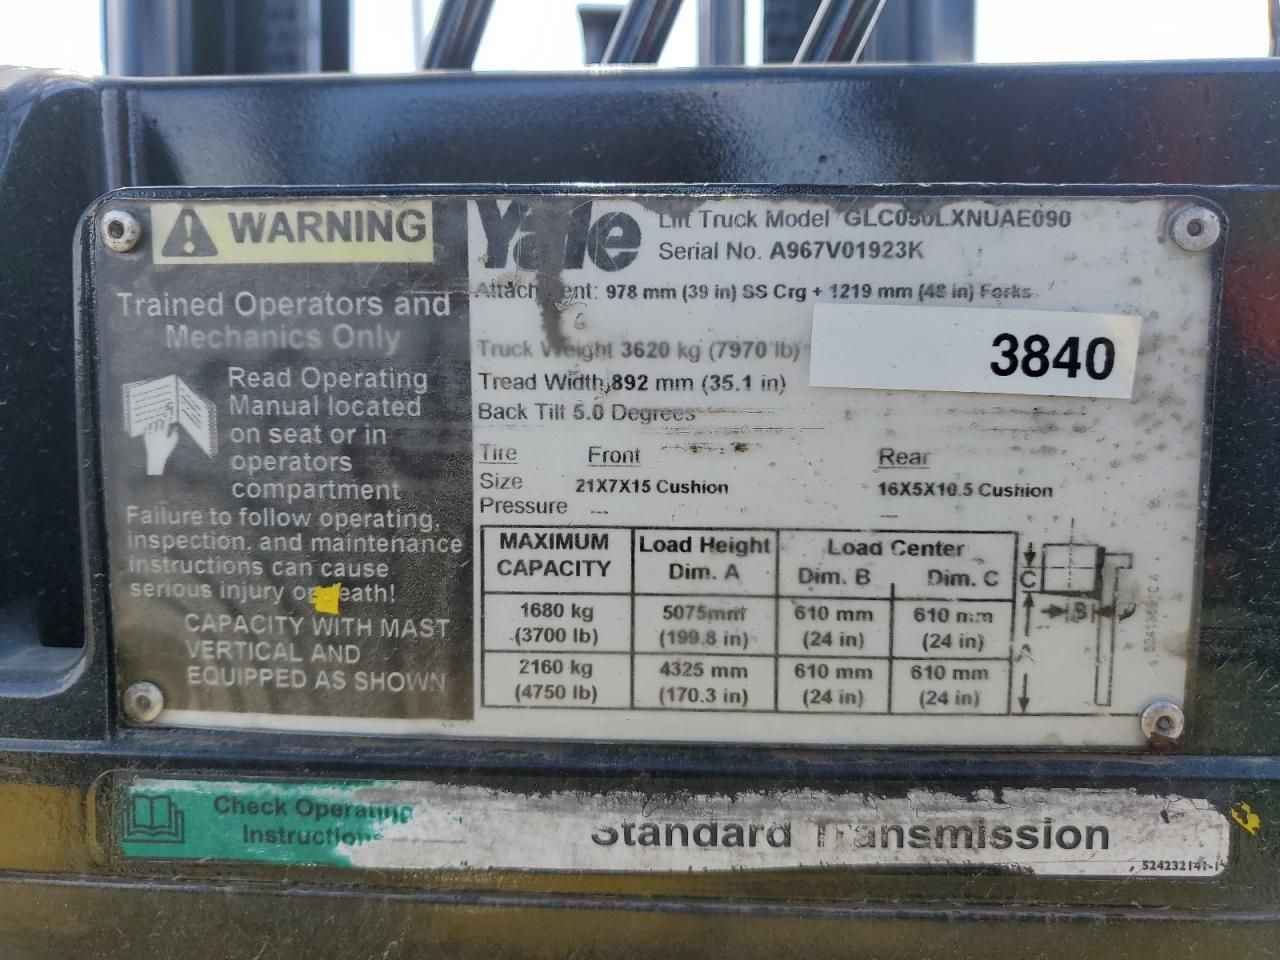 WARNING
Trained Operators and
Mechanics Only
Read Operating
Manual located
on seat or in
operators
compartment
Failure to follow operating,
inspection, and maintenance
instructions can cause
serious injury or death!
CAPACITY WITH MAST
VERTICAL AND
EQUIPPED AS SHOWN
Yale
Lift Truck Model GLC050LXNUAE090
Serial No. A967V01923K
Attachment: 978 mm (39 in) SS Crg + 1219 mm (48 in) Forks
Truck Weight 3620 kg (7970 lb)
3840
Tread Width 892 mm (35.1 in)
Back Tilt 5.0 Degrees
Tire Front Rear
Size 21X7X15 Cushion 16X5X10.5 Cushion
Pressure --- ---
MAXIMUM CAPACITY Load Height Dim. A Load Center Dim. B Dim. C
1680 kg (3700 lb) 5075mm (199.8 in) 610 mm (24 in) 610 mm (24 in)
2160 kg (4750 lb) 4325 mm (170.3 in) 610 mm (24 in) 610 mm (24 in)
C
B
A
Check Operating
Instructions
Standard Transmission
524232141-1